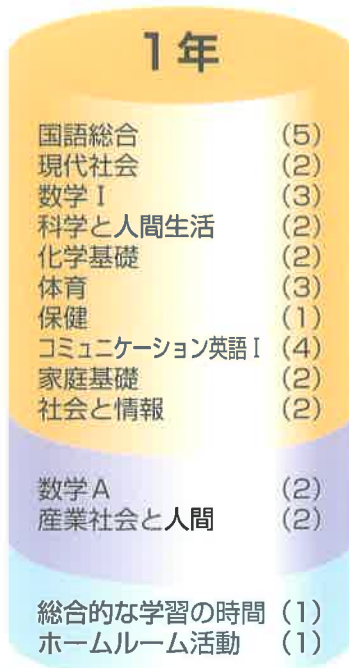 1年
国語総合 (5)
現代社会 (2)
数学Ⅰ (3)
科学と人間生活 (2)
化学基礎 (2)
体育 (3)
保健 (1)
コミュニケーション英語Ⅰ (4)
家庭基礎 (2)
社会と情報 (2)
数学A (2)
産業社会と人間 (2)
総合的な学習の時間 (1)
ホームルーム活動 (1)